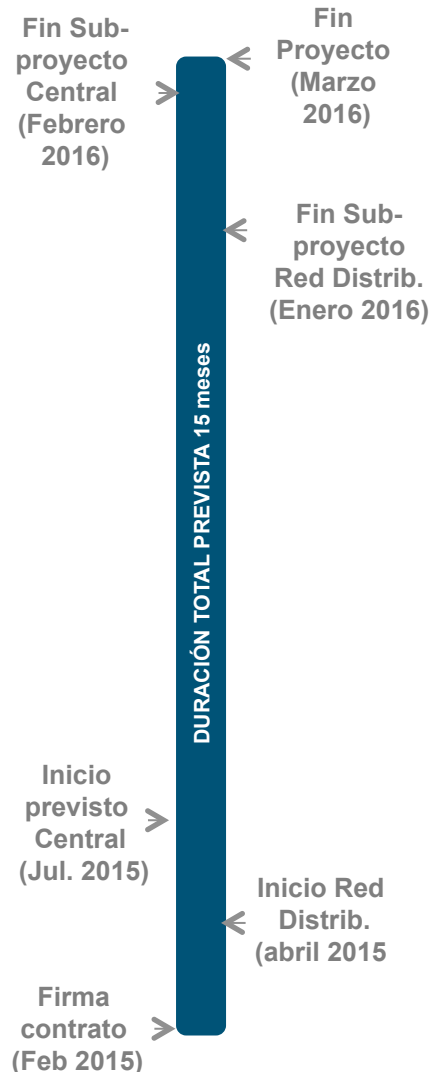 Fin Sub-
proyecto
Central
(Febrero
2016)
Fin
Proyecto
(Marzo
2016)
Fin Sub-
proyecto
Red Distrib.
(Enero 2016)
DURACIÓN TOTAL PREVISTA 15 meses
Inicio
previsto
Central
(Jul. 2015)
Inicio Red
Distrib.
(abril 2015
Firma
contrato
(Feb 2015)